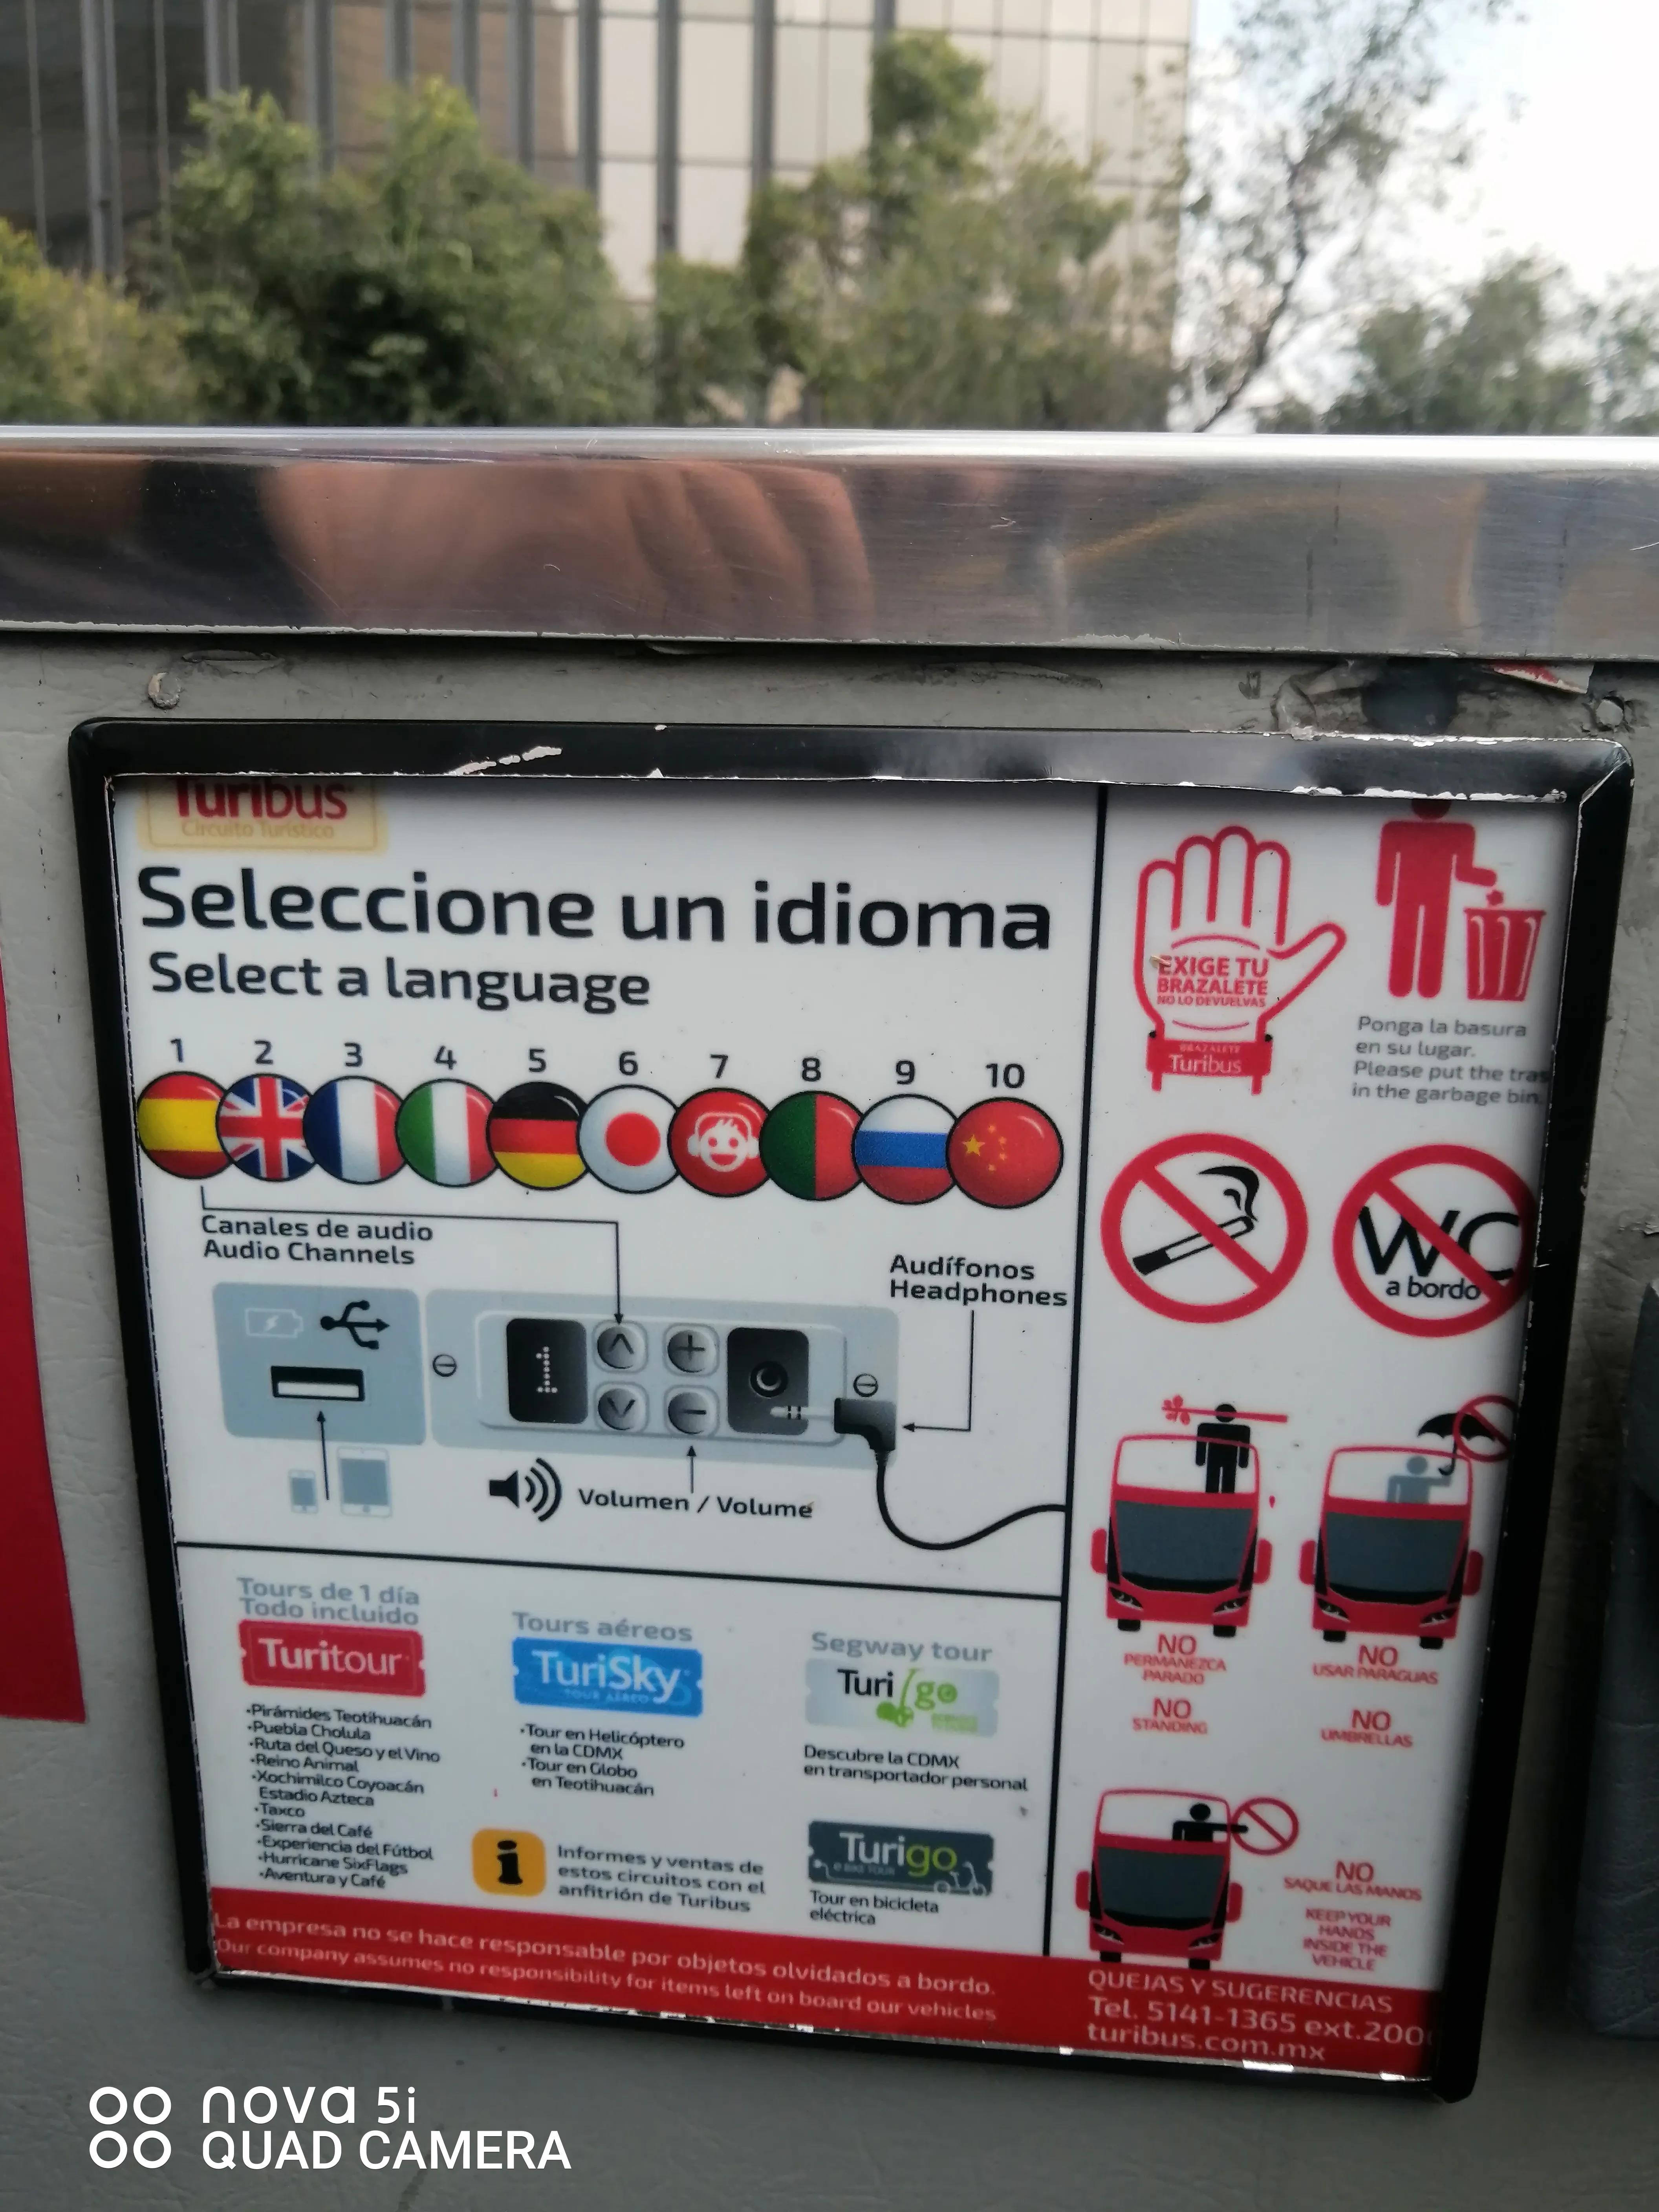 Turibus
Circuito Turístico
Seleccione un idioma
Select a language
1 2 3 4 5 6 7 8 9 10
Canales de audio
Audio Channels
Audífonos
Headphones
1
Volumen / Volume
Tours de 1 día
Todo incluido
Turitour
•Pirámides Teotihuacán
•Puebla Cholula
•Ruta del Queso y el Vino
•Reino Animal
•Xochimilco Coyoacán
Estadio Azteca
•Taxco
•Sierra del Café
•Experiencia del Fútbol
•Hurricane SixFlags
•Aventura y Café
Tours aéreos
TuriSky
TOUR AÉREO
•Tour en Helicóptero
en la CDMX
•Tour en Globo
en Teotihuacán
i
Informes y ventas de
estos circuitos con el
anfitrión de Turibus
Segway tour
Turi go
Descubre la CDMX
en transportador personal
Turigo
e BIKE TOUR
Tour en bicicleta
eléctrica
EXIGE TU
BRAZALETE
NO LO DEVUELVAS
BRAZALETE
Turibus
Ponga la basura
en su lugar.
Please put the tras
in the garbage bin.
WC
a bordo
NO
PERMANEZCA
PARADO
NO
STANDING
NO
USAR PARAGUAS
NO
UMBRELLAS
NO
SAQUE LAS MANOS
KEEP YOUR
HANDS
INSIDE THE
VEHICLE
La empresa no se hace responsable por objetos olvidados a bordo.
Our company assumes no responsibility for items left on board our vehicles
QUEJAS Y SUGERENCIAS
Tel. 5141-1365 ext.200
turibus.com.mx
nova 5i
QUAD CAMERA